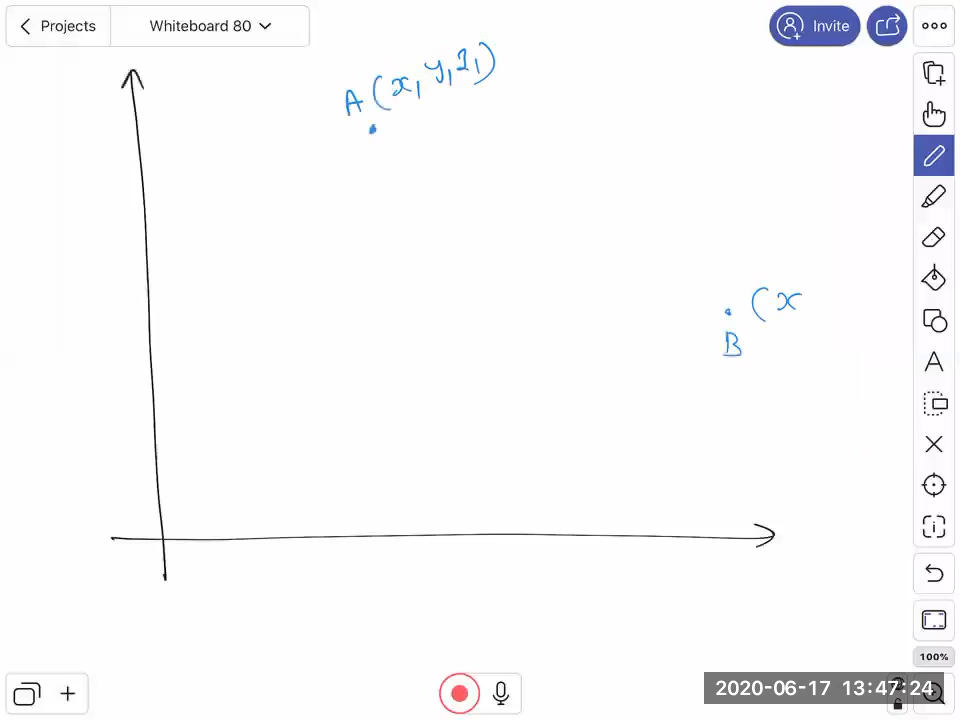 Projects
Whiteboard 80
Invite
A (x₁ y₁ z₁)
(x
B
A
100%
2020-06-17 13:47:24